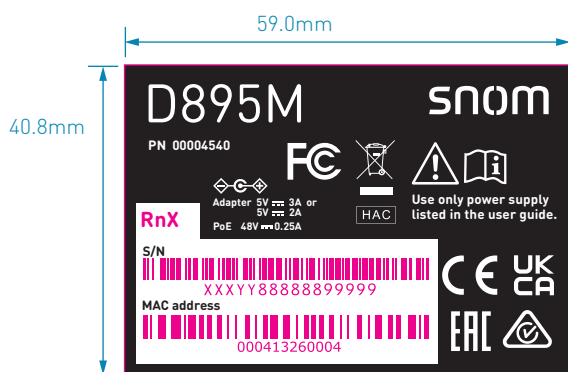 59.0mm
40.8mm
D895M
snom
PN 00004540
FC
Adapter 5V 3A or
5V 2A
PoE 48V 0.25A
HAC
Use only power supply
listed in the user guide.
RnX
S/N
XXXYY88888899999
MAC address
000413260004
CE
UK
CA
EAC